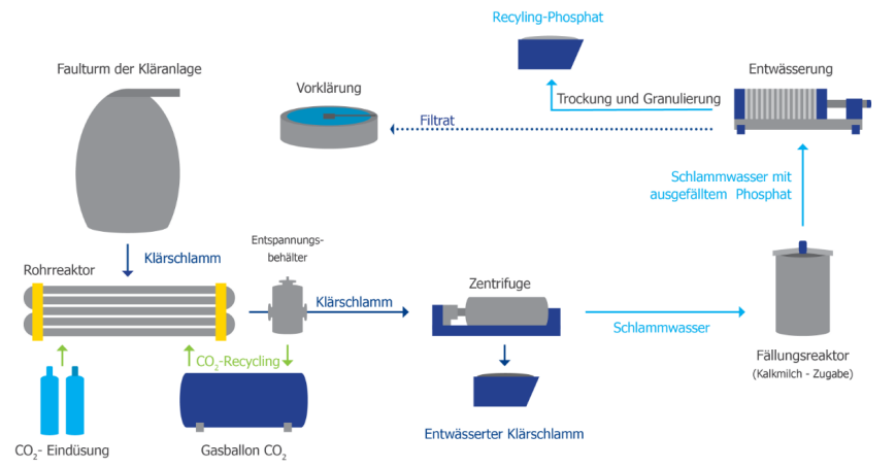 Recyling-Phosphat
Faulturm der Kläranlage
Vorklärung
Entwässerung
Trockung und Granulierung
Filtrat
Schlammwasser mit
ausgefälltem Phosphat
Klärschlamm
Rohrreaktor
Entspannungs-
behälter
Klärschlamm
Zentrifuge
Schlammwasser
CO₂-Recycling
Fällungsreaktor
(Kalkmilch - Zugabe)
Entwässerter Klärschlamm
CO₂- Eindüsung
Gasballon CO₂